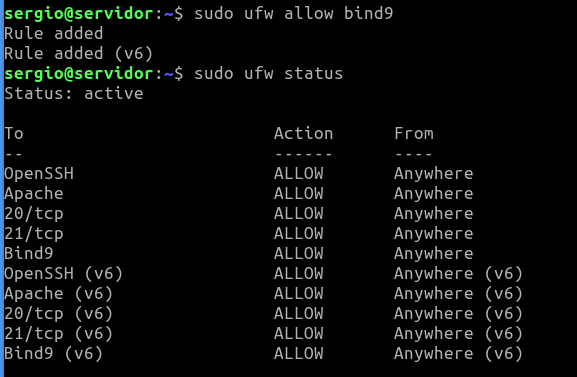 sergio@servidor:~$ sudo ufw allow bind9
Rule added
Rule added (v6)
sergio@servidor:~$ sudo ufw status
Status: active

To                         Action      From
--                         ------      ----
OpenSSH                    ALLOW       Anywhere
Apache                     ALLOW       Anywhere
20/tcp                     ALLOW       Anywhere
21/tcp                     ALLOW       Anywhere
Bind9                      ALLOW       Anywhere
OpenSSH (v6)               ALLOW       Anywhere (v6)
Apache (v6)                ALLOW       Anywhere (v6)
20/tcp (v6)                ALLOW       Anywhere (v6)
21/tcp (v6)                ALLOW       Anywhere (v6)
Bind9 (v6)                 ALLOW       Anywhere (v6)